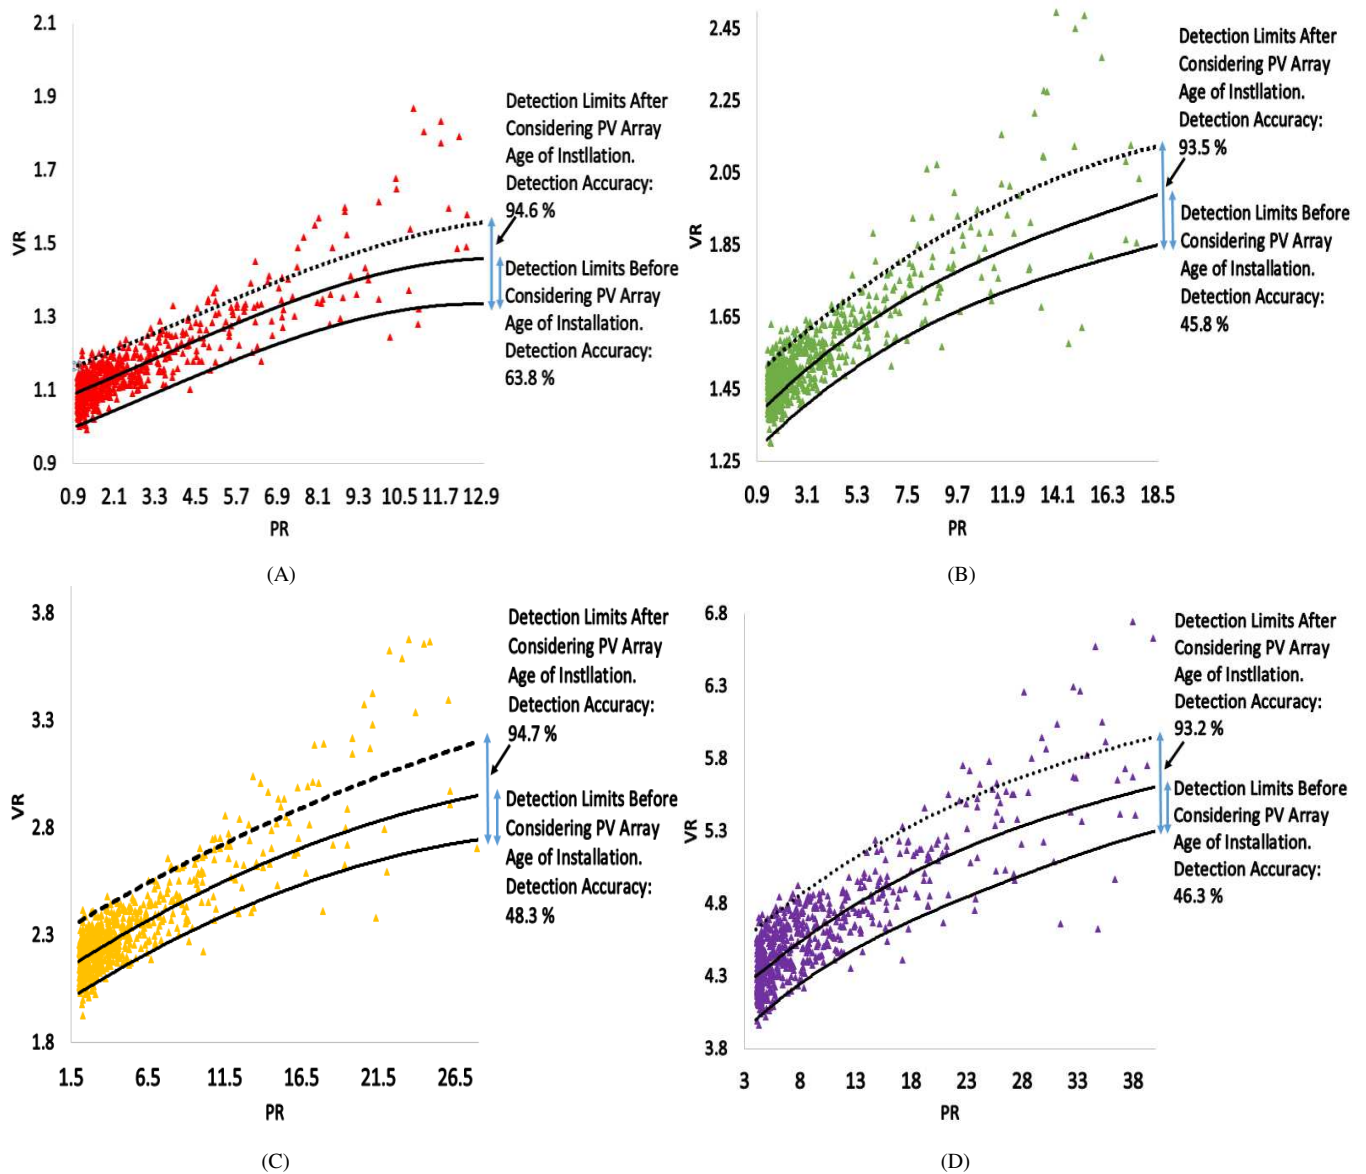 2.1
1.9
1.7
1.5
1.3
1.1
0.9
VR
0.9 2.1 3.3 4.5 5.7 6.9 8.1 9.3 10.5 11.7 12.9
PR
Detection Limits After
Considering PV Array
Age of Instllation.
Detection Accuracy:
94.6 %
Detection Limits Before
Considering PV Array
Age of Installation.
Detection Accuracy:
63.8 %
(A)
2.45
2.25
2.05
1.85
1.65
1.45
1.25
VR
0.9 3.1 5.3 7.5 9.7 11.9 14.1 16.3 18.5
PR
Detection Limits After
Considering PV Array
Age of Instllation.
Detection Accuracy:
93.5 %
Detection Limits Before
Considering PV Array
Age of Installation.
Detection Accuracy:
45.8 %
(B)
3.8
3.3
2.8
2.3
1.8
VR
1.5 6.5 11.5 16.5 21.5 26.5
PR
Detection Limits After
Considering PV Array
Age of Instllation.
Detection Accuracy:
94.7 %
Detection Limits Before
Considering PV Array
Age of Installation.
Detection Accuracy:
48.3 %
(C)
6.8
6.3
5.8
5.3
4.8
4.3
3.8
VR
3 8 13 18 23 28 33 38
PR
Detection Limits After
Considering PV Array
Age of Instllation.
Detection Accuracy:
93.2 %
Detection Limits Before
Considering PV Array
Age of Installation.
Detection Accuracy:
46.3 %
(D)